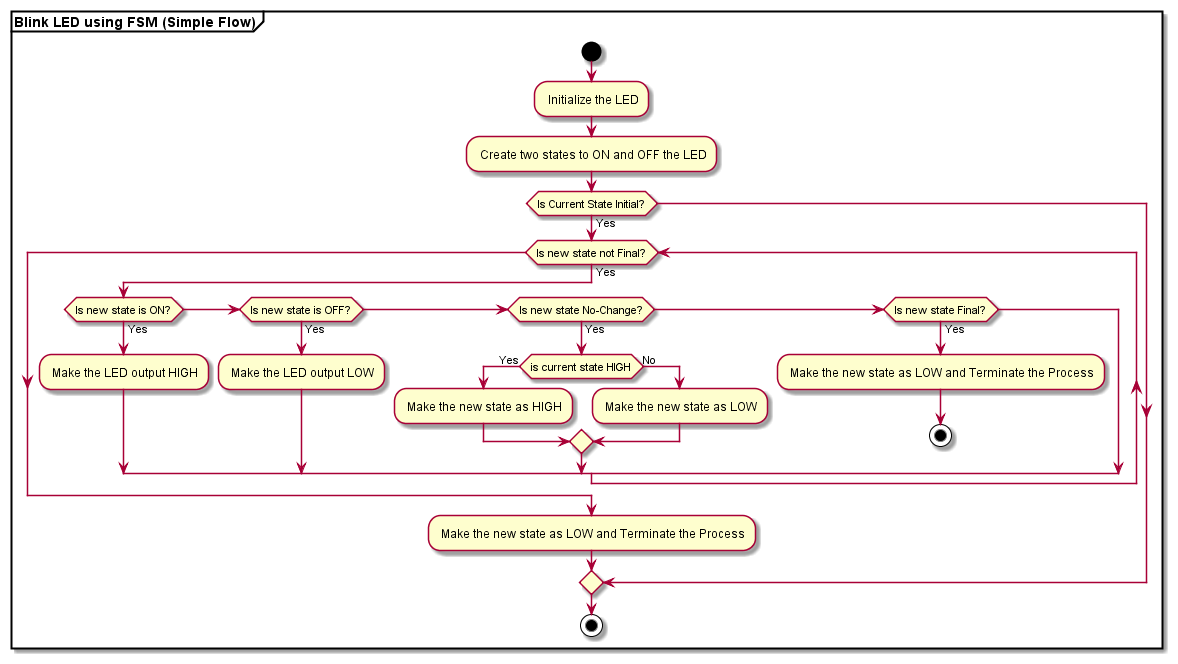 Blink LED using FSM (Simple Flow)
Initialize the LED
Create two states to ON and OFF the LED
Is Current State Initial?
Yes
Is new state not Final?
Yes
Is new state is ON?
Is new state is OFF?
Is new state No-Change?
Is new state Final?
Yes
Yes
Yes
Yes
Make the LED output HIGH
Make the LED output LOW
Yes
is current state HIGH
No
Make the new state as LOW and Terminate the Process
Make the new state as HIGH
Make the new state as LOW
Make the new state as LOW and Terminate the Process